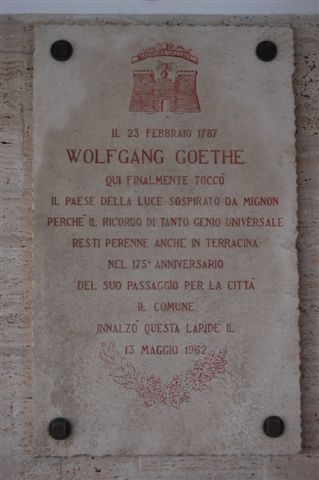 IL 23 FEBBRAIO 1787
WOLFGANG GOETHE
QUI FINALMENTE TOCCÒ
IL PAESE DELLA LUCE SOSPIRATO DA MIGNON
PERCHÈ IL RICORDO DI TANTO GENIO UNIVERSALE
RESTI PERENNE ANCHE IN TERRACINA
NEL 175° ANNIVERSARIO
DEL SUO PASSAGGIO PER LA CITTÀ
IL COMUNE
INNALZÒ QUESTA LAPIDE IL
13 MAGGIO 1962